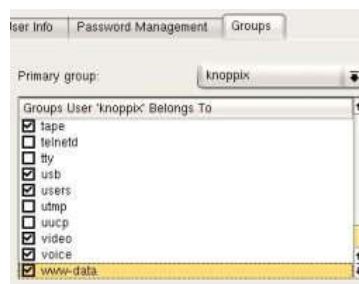 Iser Info Password Management Groups
Primary group: knoppix
Groups User 'knoppix' Belongs To
tape
telnetd
tty
usb
users
utmp
uucp
video
voice
www-data